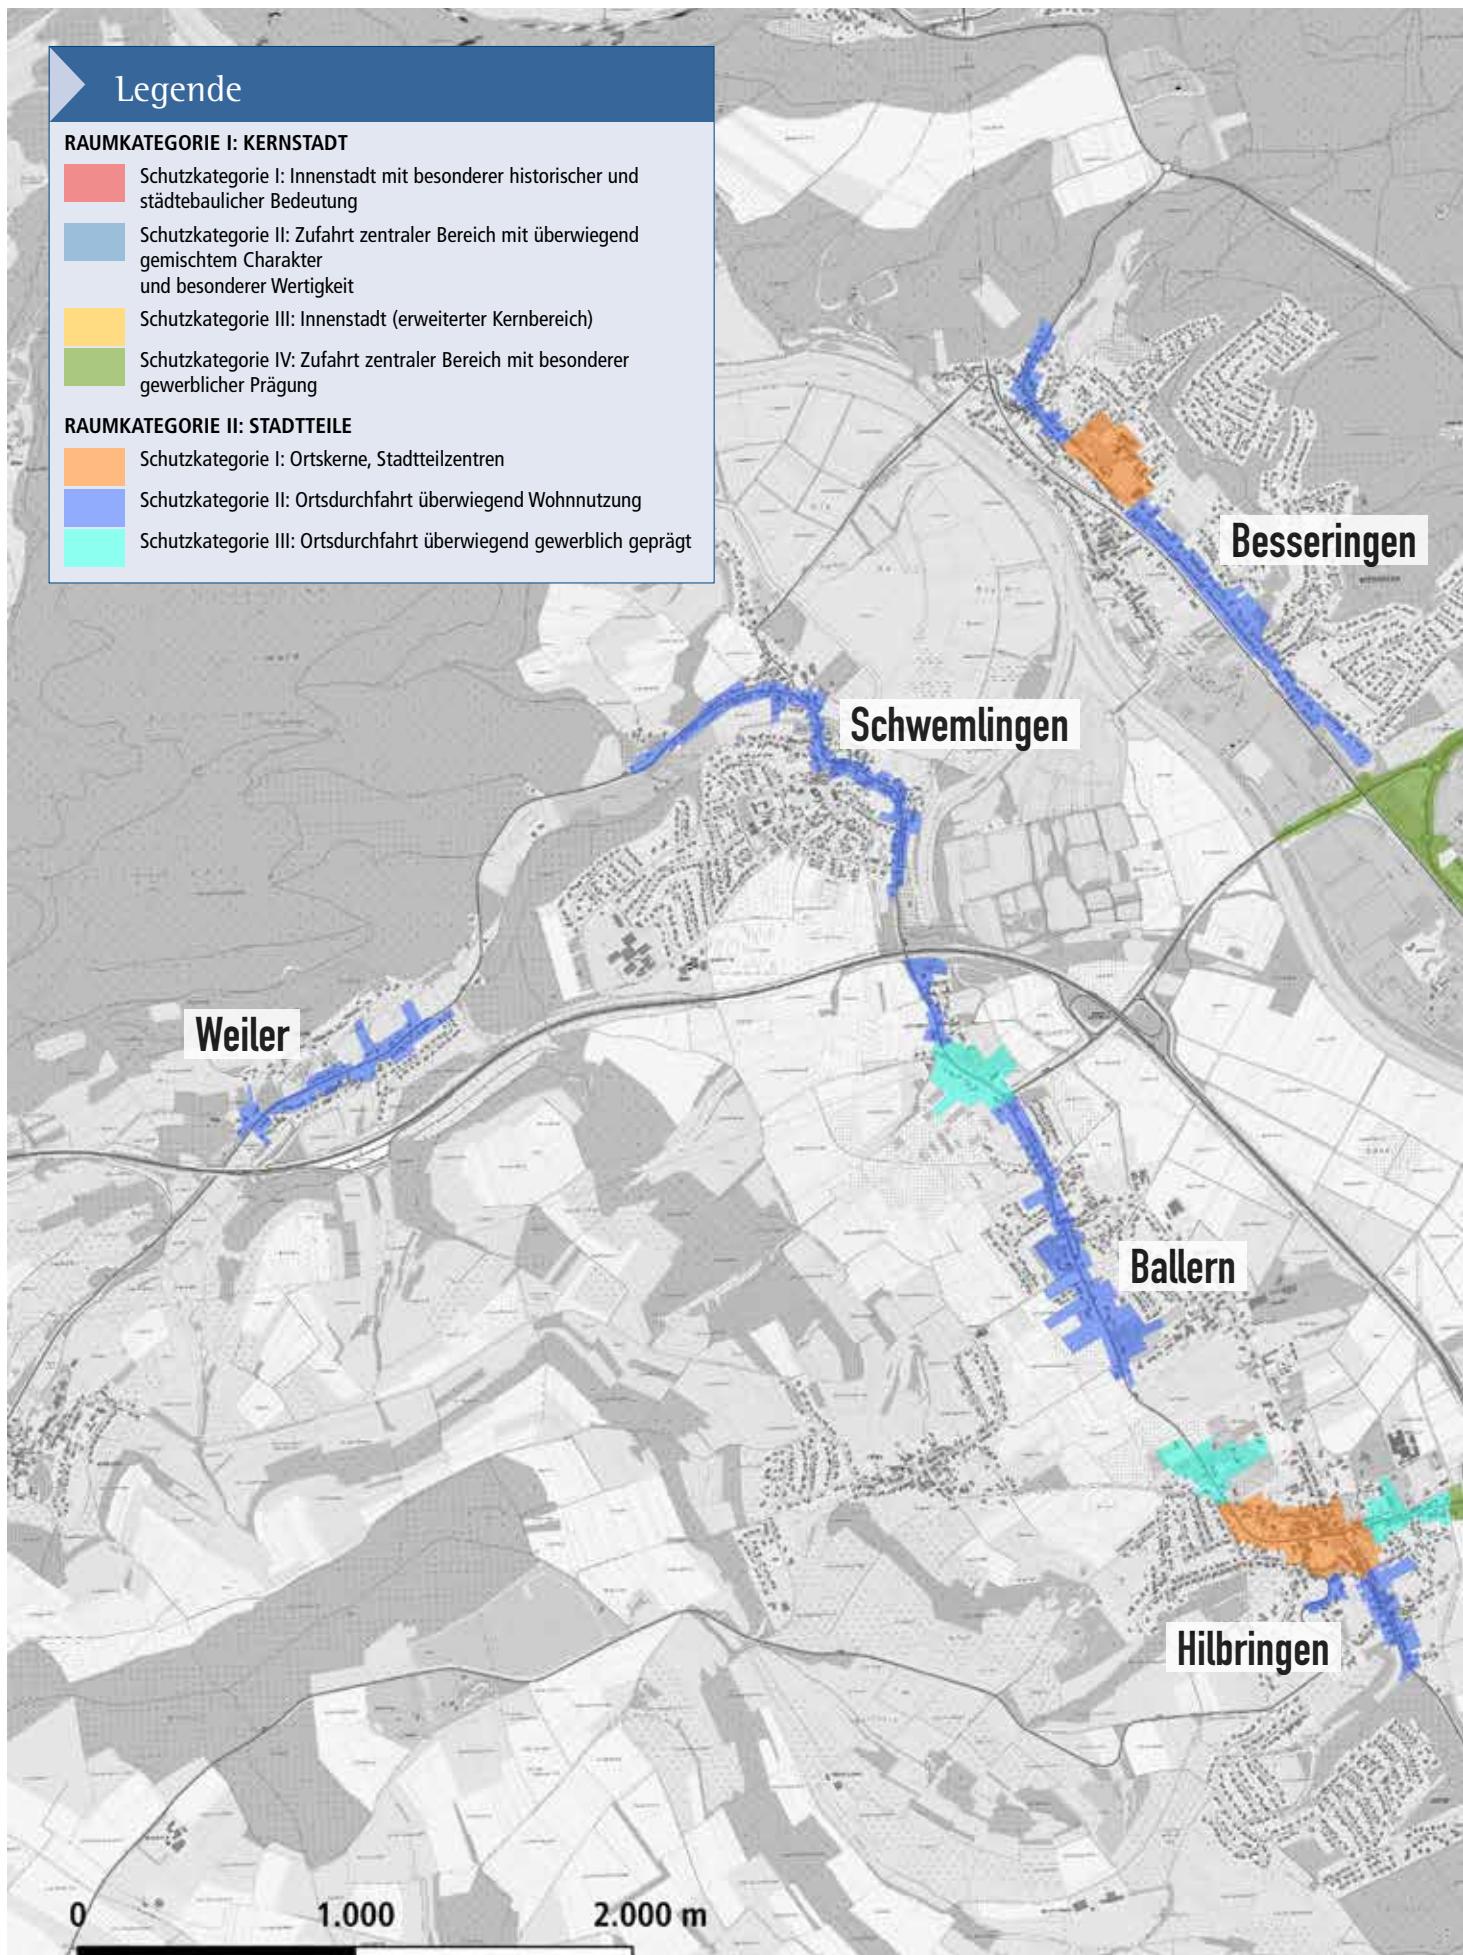 Legende
RAUMKATEGORIE I: KERNSTADT
Schutzkategorie I: Innenstadt mit besonderer historischer und
städtebaulicher Bedeutung
Schutzkategorie II: Zufahrt zentraler Bereich mit überwiegend
gemischtem Charakter
und besonderer Wertigkeit
Schutzkategorie III: Innenstadt (erweiterter Kernbereich)
Schutzkategorie IV: Zufahrt zentraler Bereich mit besonderer
gewerblicher Prägung
RAUMKATEGORIE II: STADTTEILE
Schutzkategorie I: Ortskerne, Stadtteilzentren
Schutzkategorie II: Ortsdurchfahrt überwiegend Wohnnutzung
Schutzkategorie III: Ortsdurchfahrt überwiegend gewerblich geprägt
Besseringen
Schwemlingen
Weiler
Ballern
Hilbringen
0 1.000 2.000 m